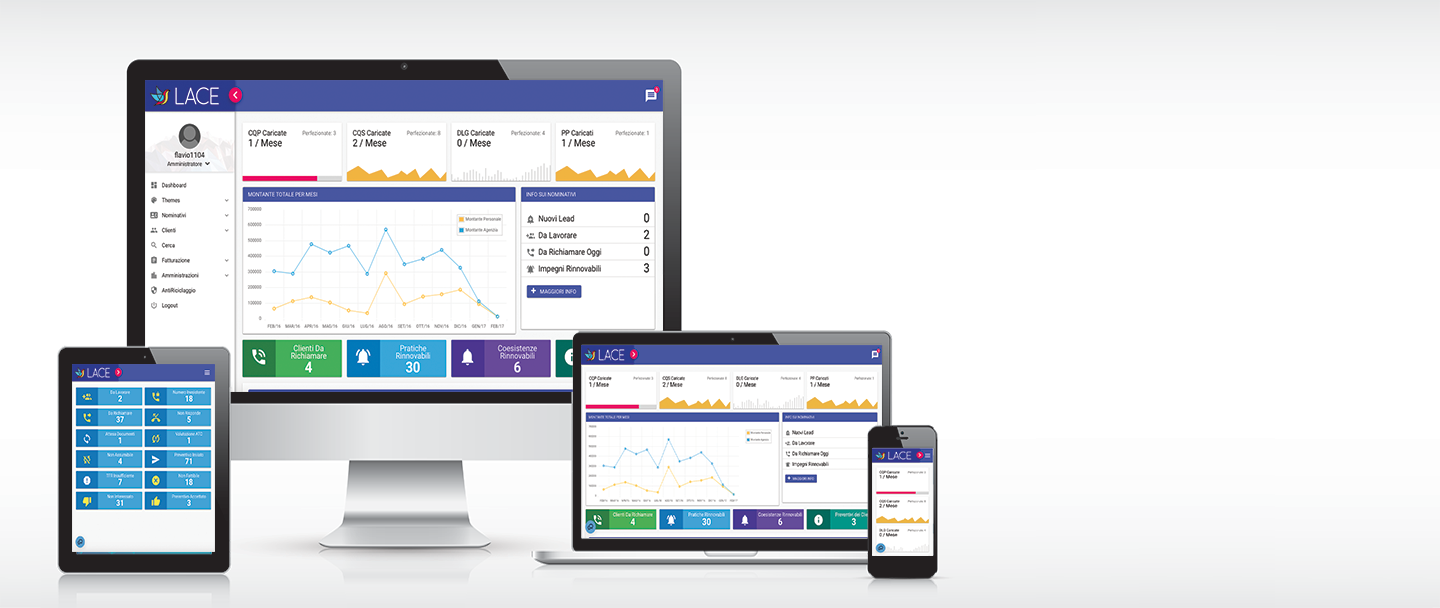 LACE
flavio1104
Amministratore
Dashboard
Themes
Nominativi
Clienti
Cerca
Fatturazione
Amministrazioni
AntiRiciclaggio
Logout
CQP Caricate Perfezionate: 3
1 / Mese
CQS Caricate Perfezionate: 8
2 / Mese
DLG Caricate Perfezionate: 4
0 / Mese
PP Caricati Perfezionate: 1
1 / Mese
MONTANTE TOTALE PER MESI
700000
600000
500000
400000
300000
200000
100000
0
Montante Personale
Montante Agenzia
FEB/16 MAR/16 APR/16 MAG/16 GIU/16 LUG/16 AGO/16 SET/16 OTT/16 NOV/16 DIC/16 GEN/17 FEB/17
INFO SUI NOMINATIVI
Nuovi Lead 0
Da Lavorare 2
Da Richiamare Oggi 0
Impegni Rinnovabili 3
+ MAGGIORI INFO
Clienti Da
Richiamare
4
Pratiche
Rinnovabili
30
Coesistenze
Rinnovabili
6
LACE
Da Lavorare
2
18
Da Richiamare
37
Non Risponde
5
Attesa Documenti
1
Valutazione ATC
1
Non Accettabile
4
Preventivo Inviato
71
TFR Insufficiente
7
Non Fattibile
18
Non Interessato
31
Preventivo Accettato
3
LACE
CQP Caricate
1 / Mese
CQS Caricate
2 / Mese
DLG Caricate
0 / Mese
PP Caricati
1 / Mese
MONTANTE TOTALE PER MESI
INFO SUI NOMINATIVI
Nuovi Lead
Da Lavorare
Da Richiamare Oggi
Impegni Rinnovabili
+ MAGGIORI INFO
Clienti Da Richiamare
4
Pratiche Rinnovabili
30
Coesistenze Rinnovabili
6
Preventivi dei Clie
3
LACE
CQP Caricate
1 / Mese
CQS Caricate
2 / Mese
DLG Caricate
0 / Mese